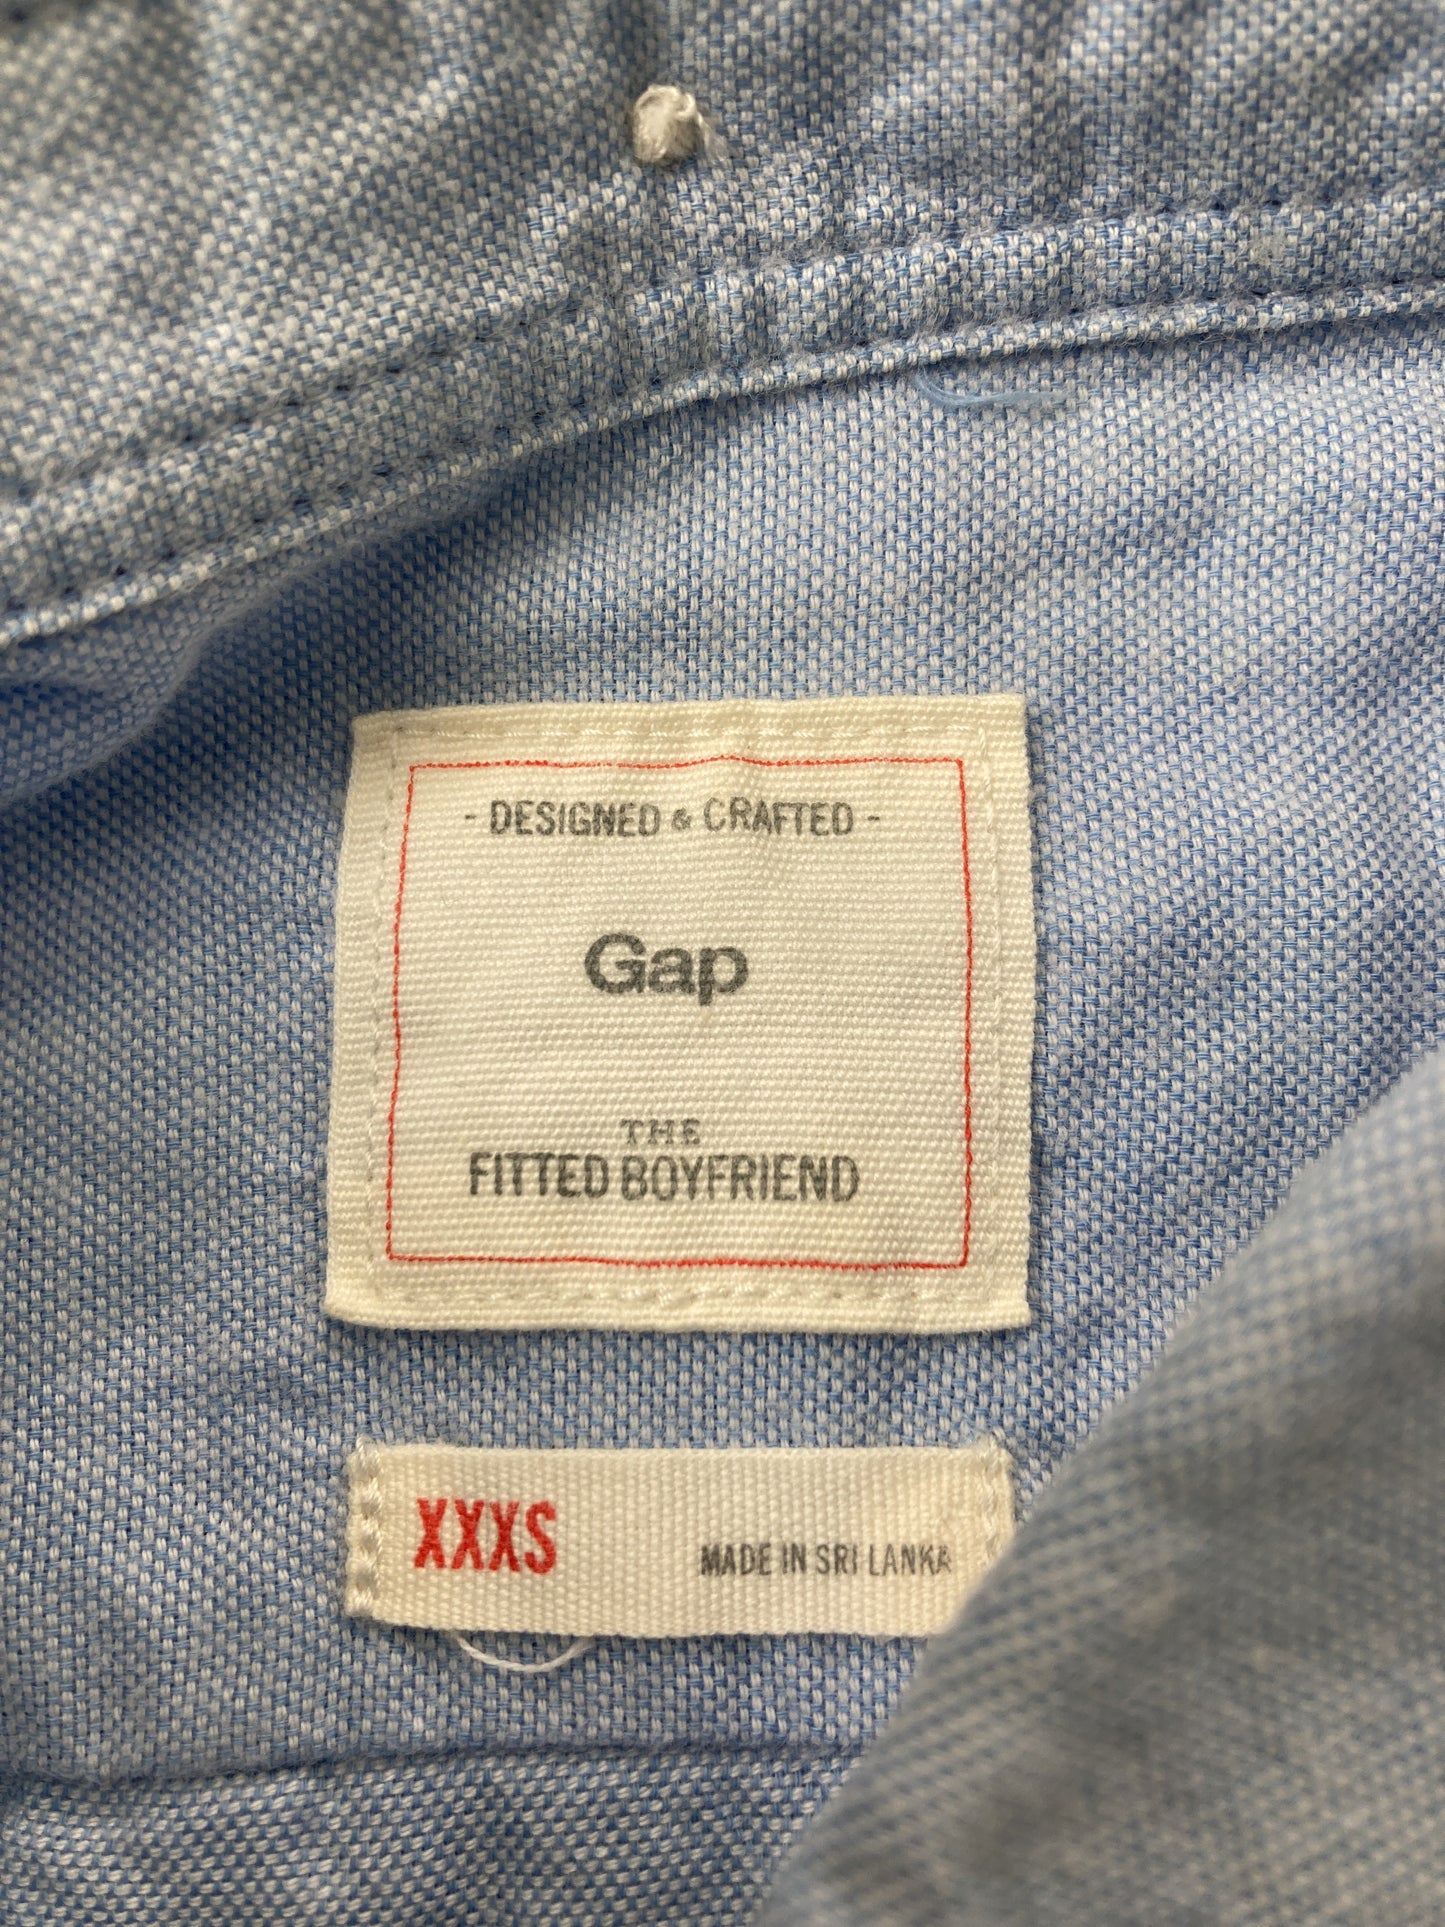 - DESIGNED & CRAFTED -
Gap
THE
FITTED BOYFRIEND
XXXS
MADE IN SRI LANKA